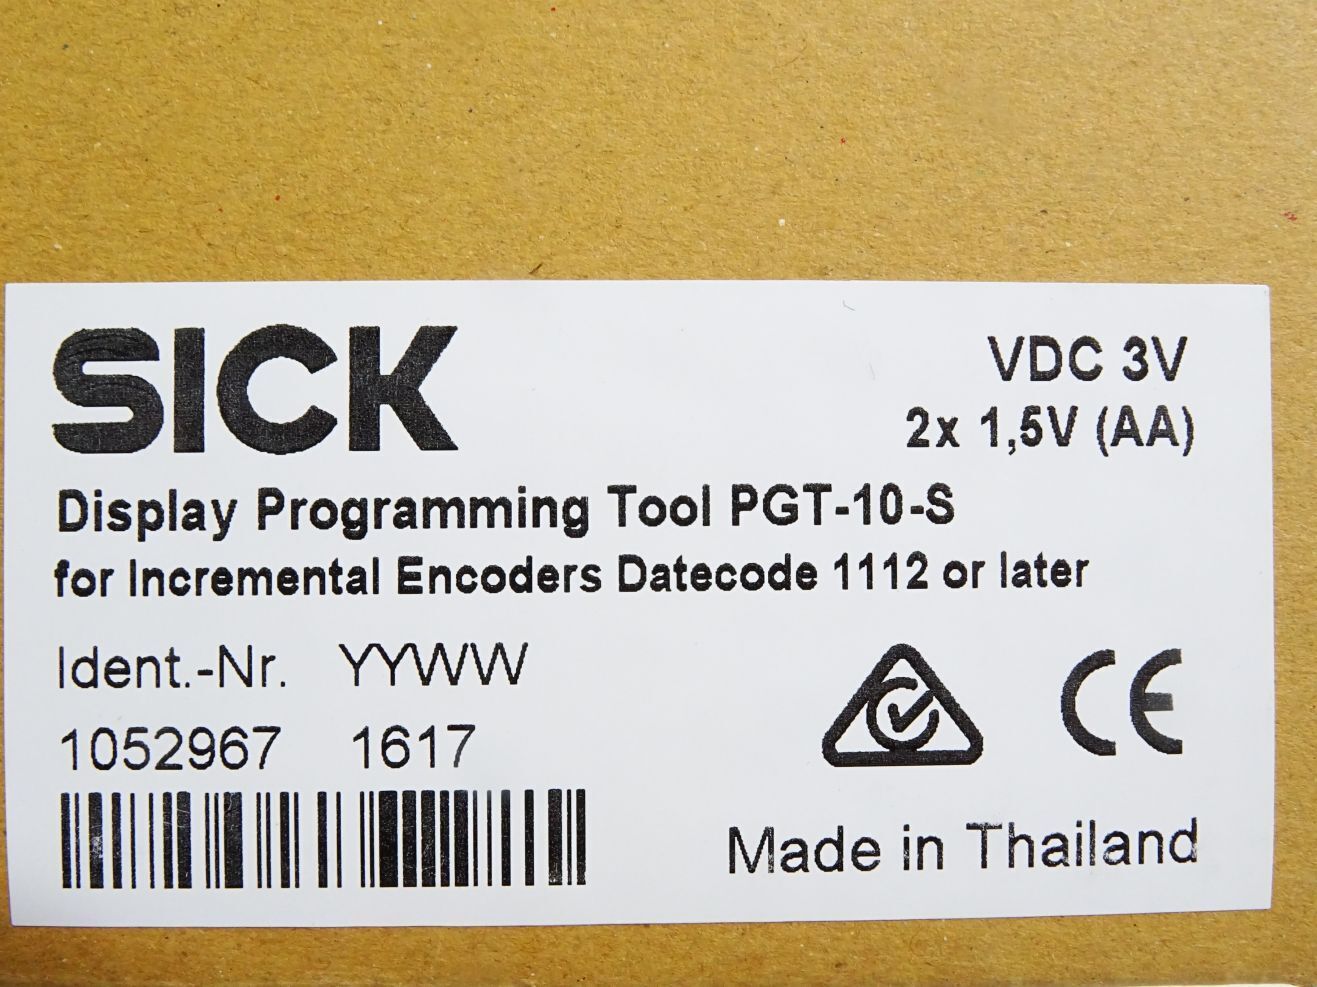 SICK
VDC 3V
2x 1,5V (AA)
Display Programming Tool PGT-10-S
for Incremental Encoders Datecode 1112 or later
Ident.-Nr. YYWW
1052967 1617
CE
Made in Thailand